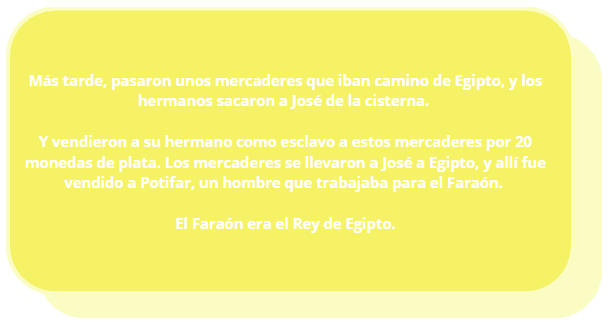 Más tarde, pasaron unos mercaderes que iban camino de Egipto, y los
hermanos sacaron a José de la cisterna.
Y vendieron a su hermano como esclavo a estos mercaderes por 20
monedas de plata. Los mercaderes se llevaron a José a Egipto, y allí fue
vendido a Potifar, un hombre que trabajaba para el Faraón.
El Faraón era el Rey de Egipto.